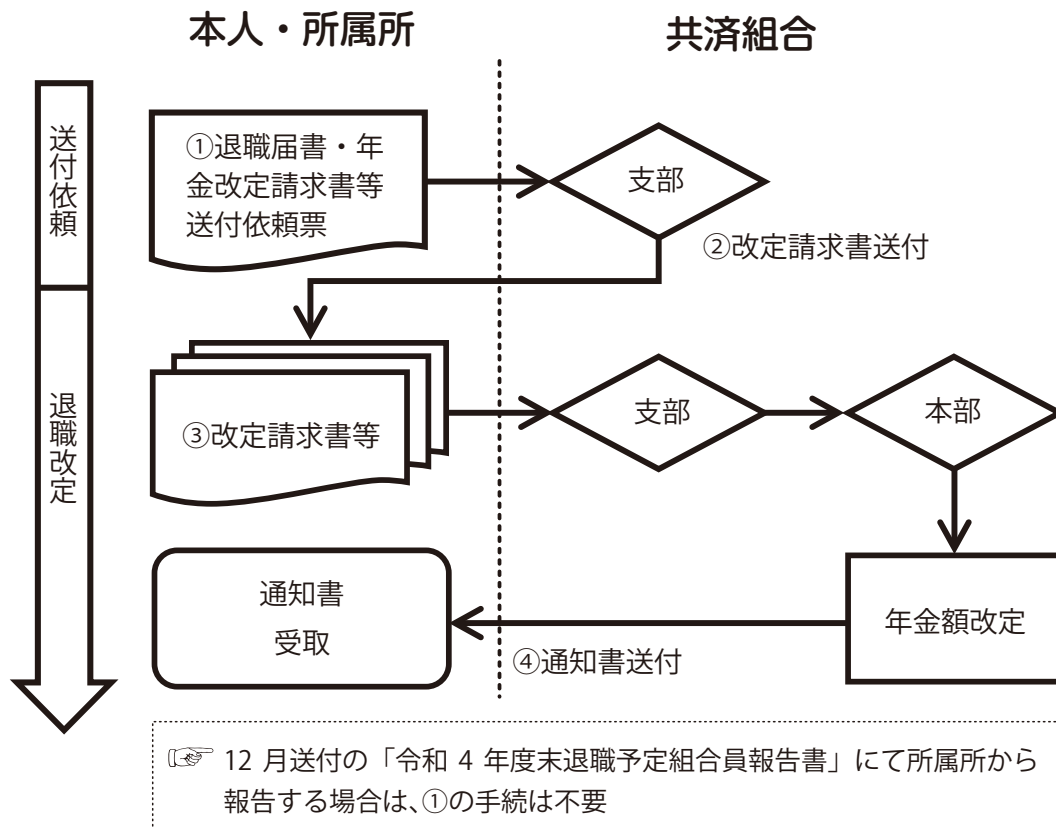 本人・所属所
共済組合
送付依頼
①退職届書・年
金改定請求書等
送付依頼票
支部
②改定請求書送付
退職改定
③改定請求書等
支部
本部
通知書
受取
年金額改定
④通知書送付
☞ 12 月送付の「令和 4 年度末退職予定組合員報告書」にて所属所から
報告する場合は、①の手続は不要